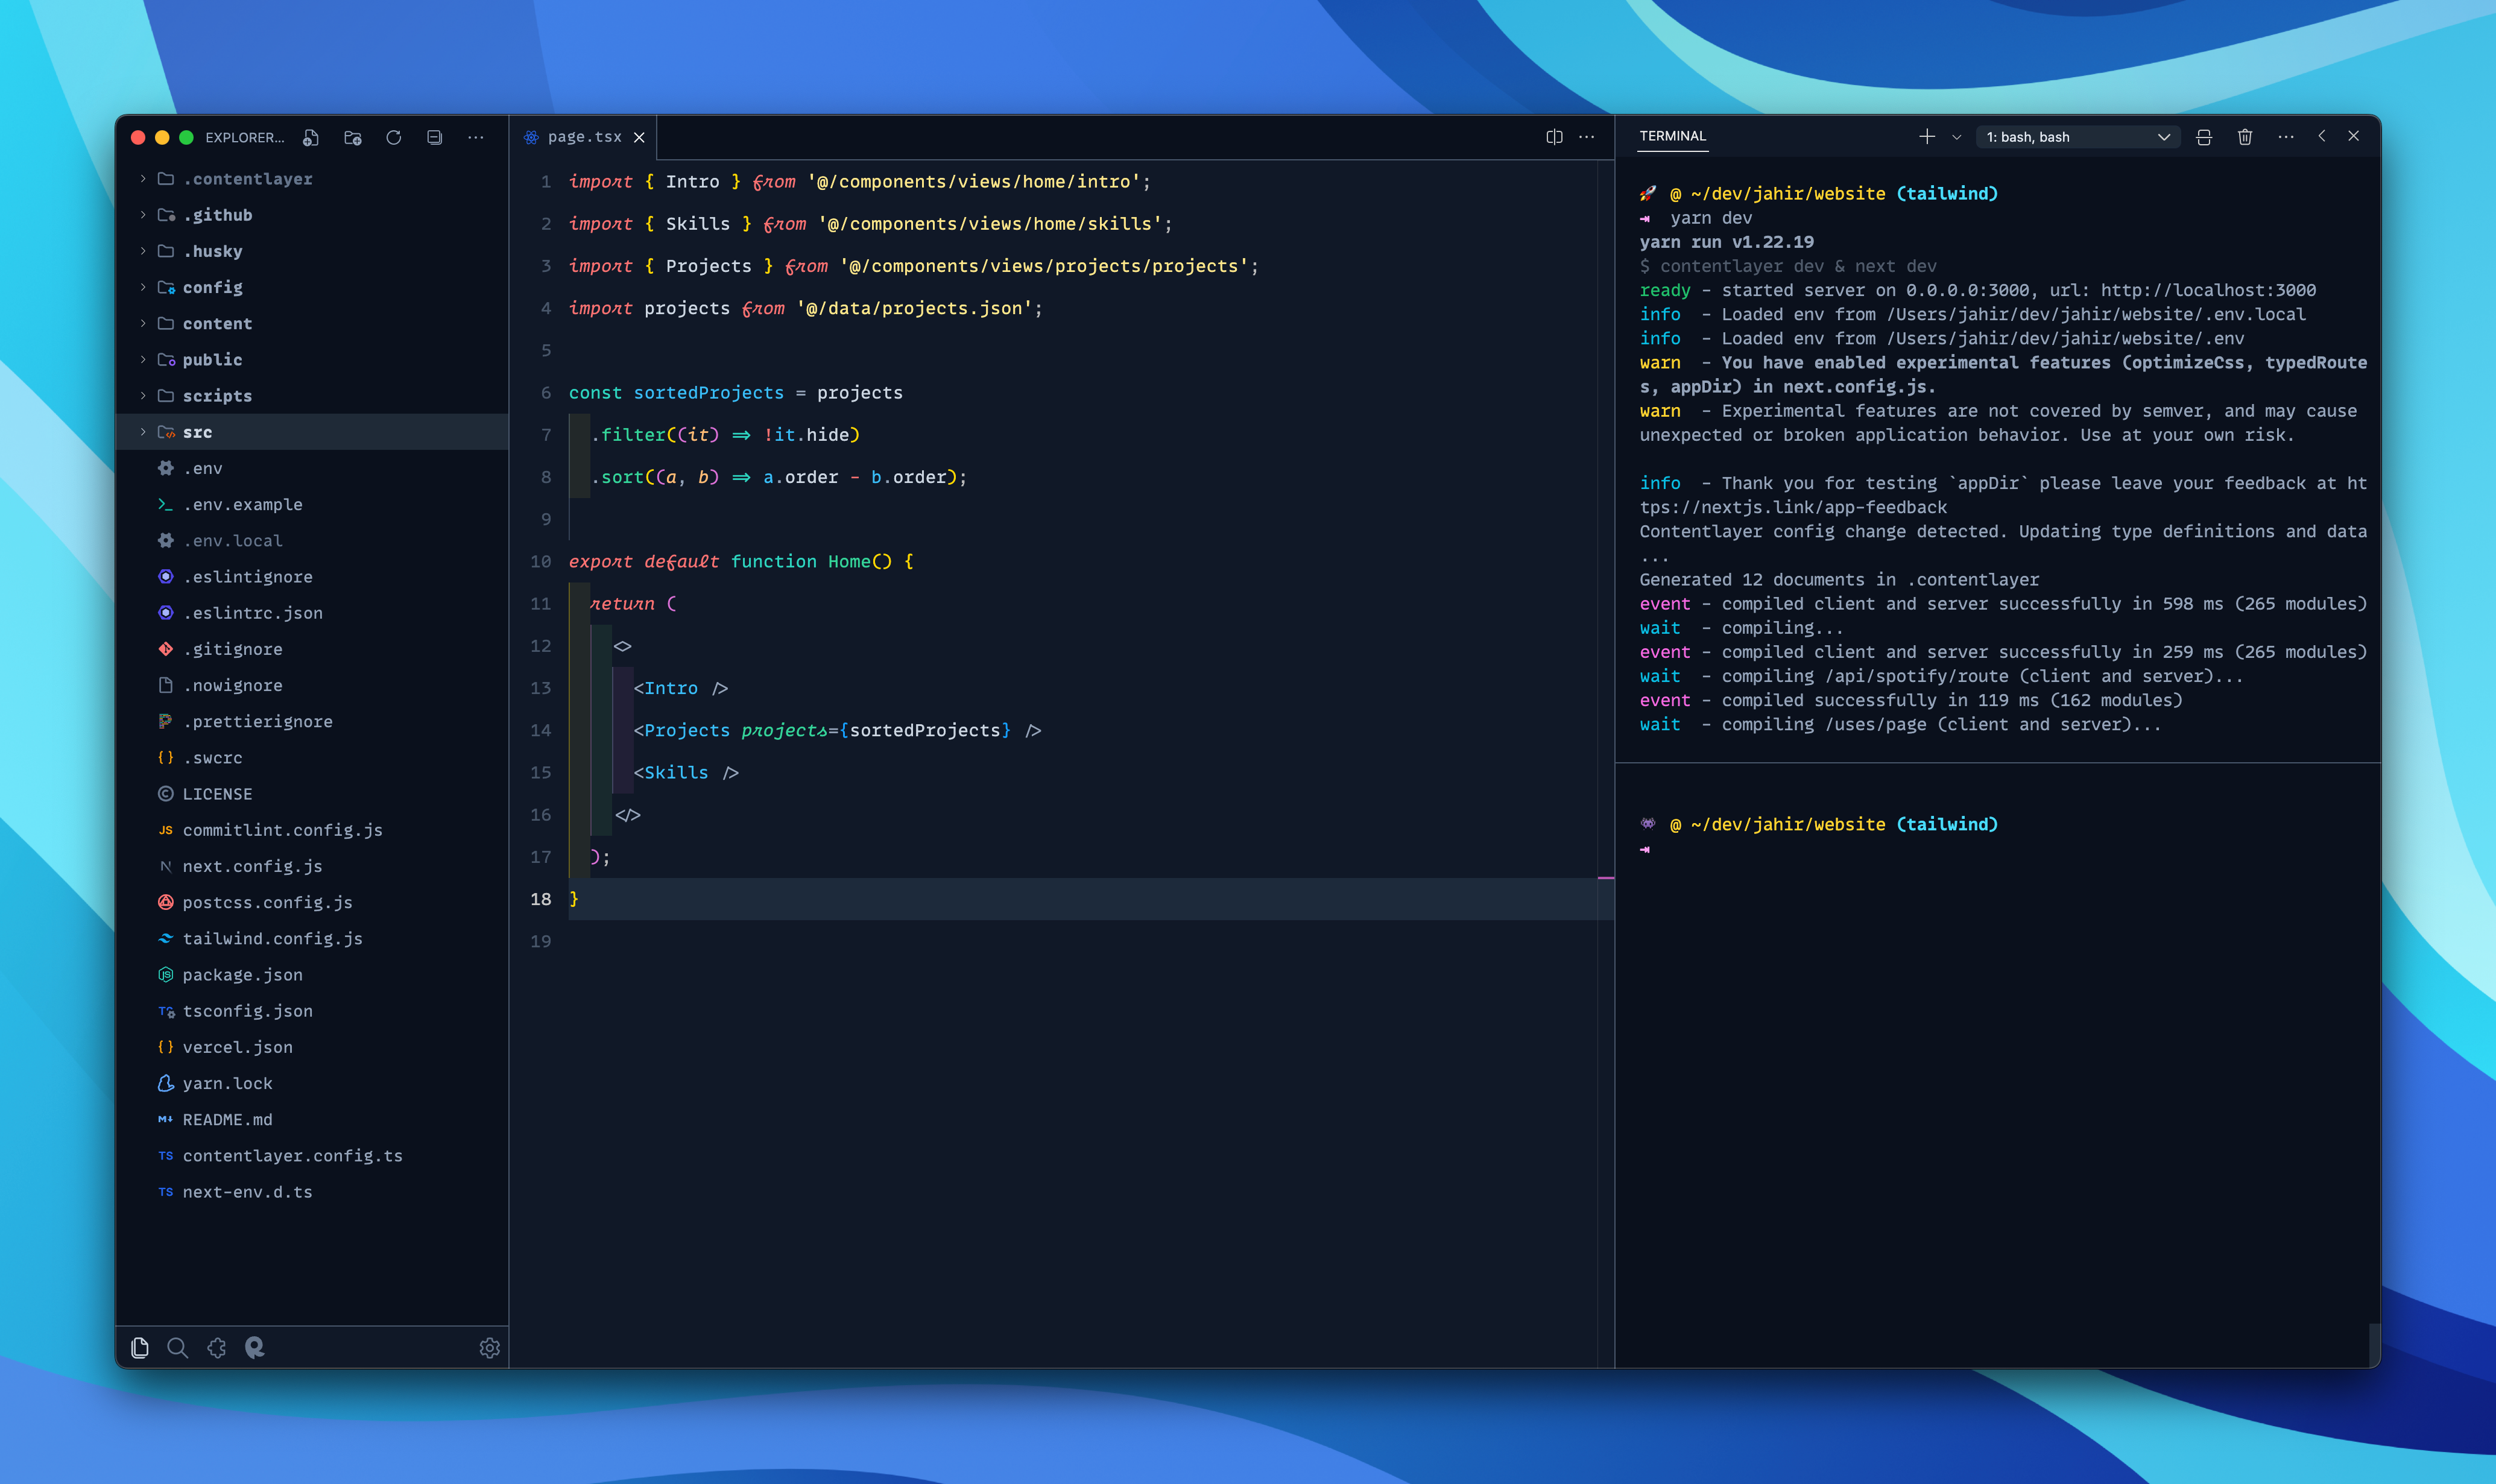 EXPLORER...
.contentlayer
.github
.husky
config
content
public
scripts
src
.env
.env.example
.env.local
.eslintignore
.eslintrc.json
.gitignore
.nowignore
.prettierignore
.swcrc
LICENSE
JS commitlint.config.js
next.config.js
postcss.config.js
tailwind.config.js
package.json
tsconfig.json
vercel.json
yarn.lock
README.md
TS contentlayer.config.ts
TS next-env.d.ts
page.tsx
1 import { Intro } from '@/components/views/home/intro';
2 import { Skills } from '@/components/views/home/skills';
3 import { Projects } from '@/components/views/projects/projects';
4 import projects from '@/data/projects.json';
5
6 const sortedProjects = projects
7 .filter((it) => !it.hide)
8 .sort((a, b) => a.order - b.order);
9
10 export default function Home() {
11 return (
12 <>
13 <Intro />
14 <Projects projects={sortedProjects} />
15 <Skills />
16 </>
17 );
18 }
19
TERMINAL
1: bash, bash
🚀 @ ~/dev/jahir/website (tailwind)
yarn dev
yarn run v1.22.19
$ contentlayer dev & next dev
ready - started server on 0.0.0.0:3000, url: http://localhost:3000
info - Loaded env from /Users/jahir/dev/jahir/website/.env.local
info - Loaded env from /Users/jahir/dev/jahir/website/.env
warn - You have enabled experimental features (optimizeCss, typedRoute
s, appDir) in next.config.js.
warn - Experimental features are not covered by semver, and may cause
unexpected or broken application behavior. Use at your own risk.
info - Thank you for testing `appDir` please leave your feedback at ht
tps://nextjs.link/app-feedback
Contentlayer config change detected. Updating type definitions and data
...
Generated 12 documents in .contentlayer
event - compiled client and server successfully in 598 ms (265 modules)
wait - compiling...
event - compiled client and server successfully in 259 ms (265 modules)
wait - compiling /api/spotify/route (client and server)...
event - compiled successfully in 119 ms (162 modules)
wait - compiling /uses/page (client and server)...
👾 @ ~/dev/jahir/website (tailwind)